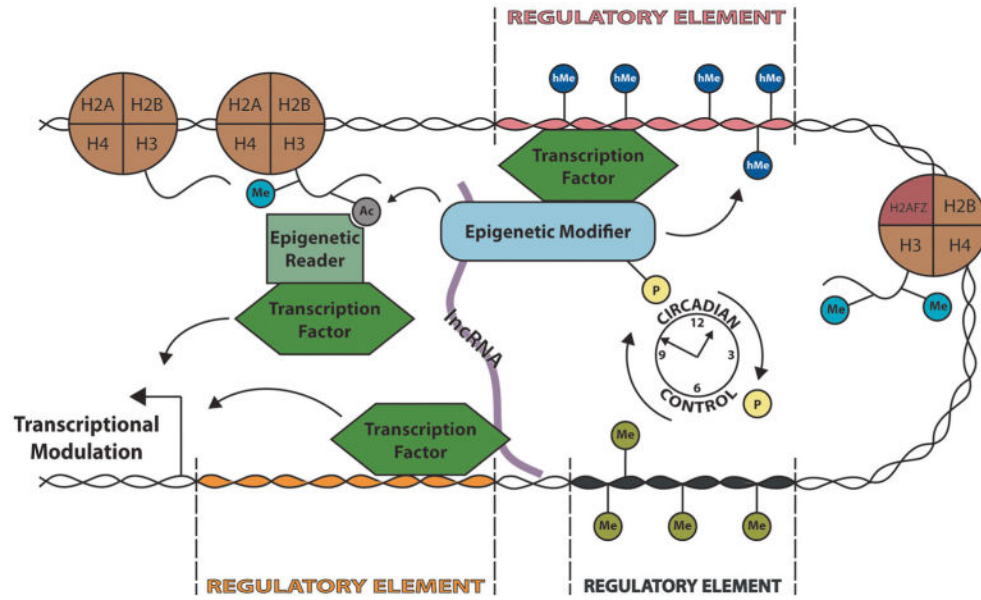 REGULATORY ELEMENT
hMe
hMe
hMe
hMe
hMe
H2A
H2B
H4
H3
H2A
H2B
H4
H3
Me
Ac
Transcription
Factor
Epigenetic Modifier
P
Epigenetic
Reader
Transcription
Factor
H2AFZ
H2B
H3
H4
Me
Me
lncRNA
CIRCADIAN
12
9
3
6
CONTROL
P
Transcriptional
Modulation
Transcription
Factor
Me
Me
Me
Me
REGULATORY ELEMENT
REGULATORY ELEMENT